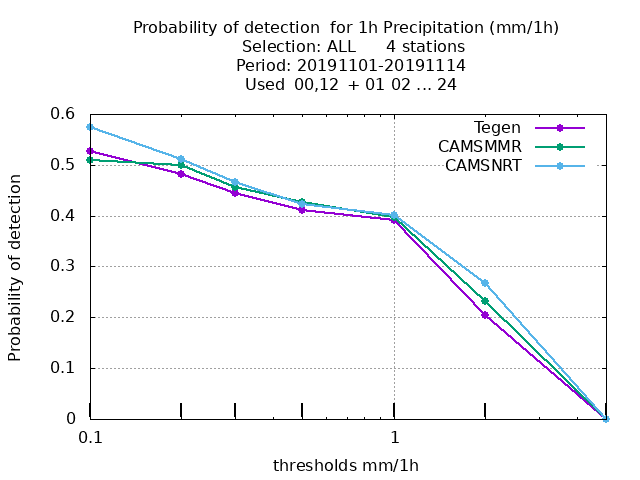 Probability of detection  for 1h Precipitation (mm/1h)
Selection: ALL      4 stations
Period: 20191101-20191114
Used  00,12  + 01 02 ... 24
Tegen
CAMSMMR
CAMSNRT
0.6
0.5
0.4
0.3
0.2
0.1
0
Probability of detection
0.1
1
thresholds mm/1h